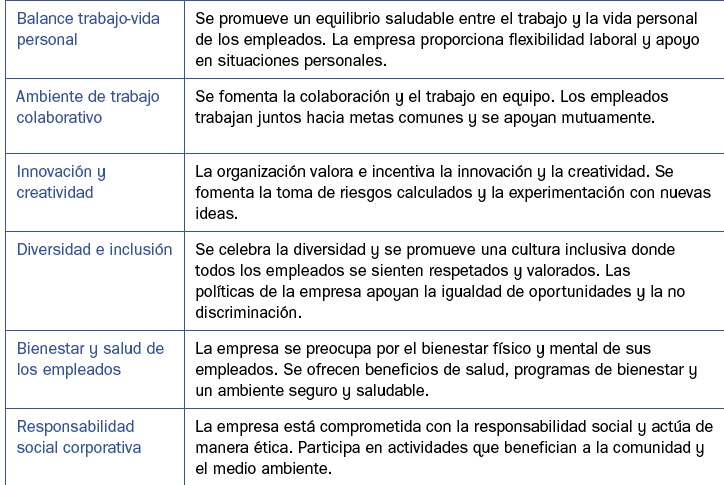 Balance trabajo-vida
personal
Se promueve un equilibrio saludable entre el trabajo y la vida personal
de los empleados. La empresa proporciona flexibilidad laboral y apoyo
en situaciones personales.
Ambiente de trabajo
colaborativo
Se fomenta la colaboración y el trabajo en equipo. Los empleados
trabajan juntos hacia metas comunes y se apoyan mutuamente.
Innovación y
creatividad
La organización valora e incentiva la innovación y la creatividad. Se
fomenta la toma de riesgos calculados y la experimentación con nuevas
ideas.
Diversidad e inclusión
Se celebra la diversidad y se promueve una cultura inclusiva donde
todos los empleados se sienten respetados y valorados. Las
políticas de la empresa apoyan la igualdad de oportunidades y la no
discriminación.
Bienestar y salud de
los empleados
La empresa se preocupa por el bienestar físico y mental de sus
empleados. Se ofrecen beneficios de salud, programas de bienestar y
un ambiente seguro y saludable.
Responsabilidad
social corporativa
La empresa está comprometida con la responsabilidad social y actúa de
manera ética. Participa en actividades que benefician a la comunidad y
el medio ambiente.